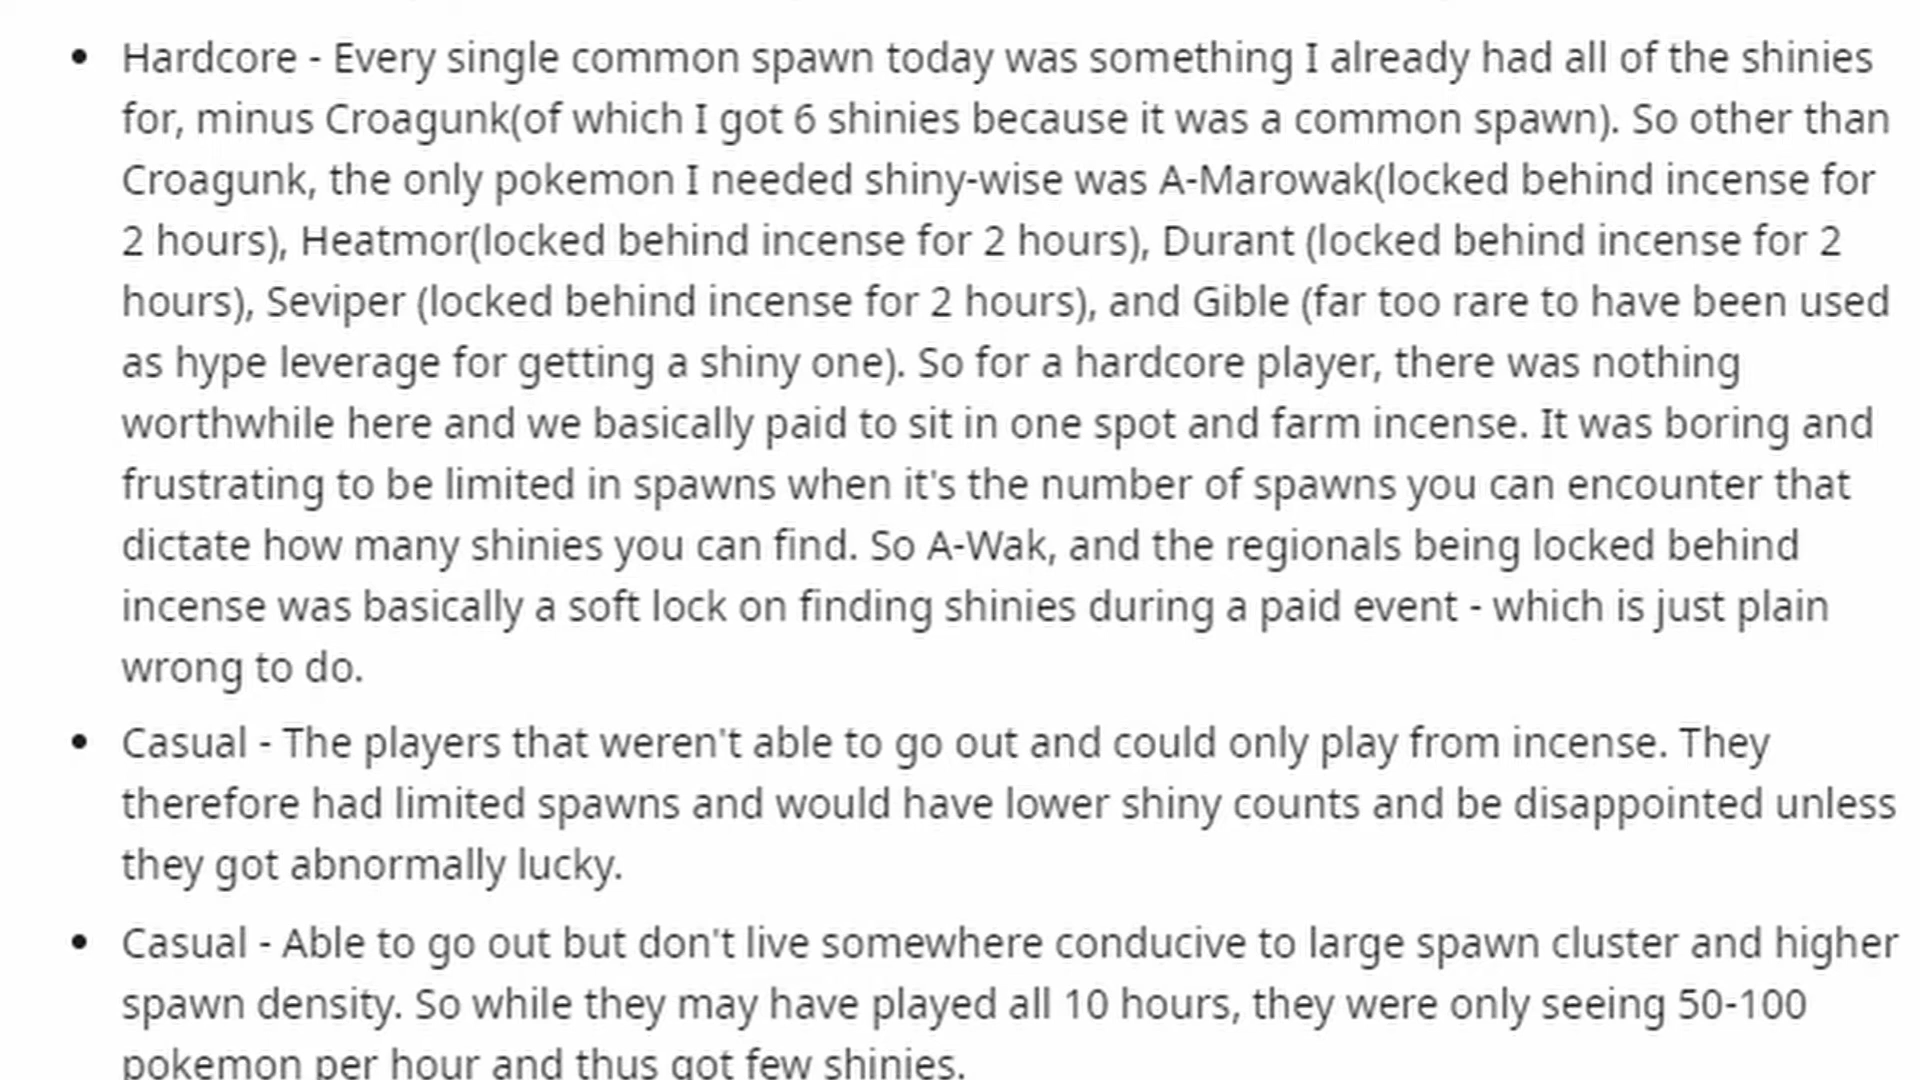 • Hardcore - Every single common spawn today was something I already had all of the shinies
for, minus Croagunk(of which I got 6 shinies because it was a common spawn). So other than
Croagunk, the only pokemon I needed shiny-wise was A-Marowak(locked behind incense for
2 hours), Heatmor(locked behind incense for 2 hours), Durant (locked behind incense for 2
hours), Seviper (locked behind incense for 2 hours), and Gible (far too rare to have been used
as hype leverage for getting a shiny one). So for a hardcore player, there was nothing
worthwhile here and we basically paid to sit in one spot and farm incense. It was boring and
frustrating to be limited in spawns when it's the number of spawns you can encounter that
dictate how many shinies you can find. So A-Wak, and the regionals being locked behind
incense was basically a soft lock on finding shinies during a paid event - which is just plain
wrong to do.
• Casual - The players that weren't able to go out and could only play from incense. They
therefore had limited spawns and would have lower shiny counts and be disappointed unless
they got abnormally lucky.
• Casual - Able to go out but don't live somewhere conducive to large spawn cluster and higher
spawn density. So while they may have played all 10 hours, they were only seeing 50-100
pokemon per hour and thus got few shinies.